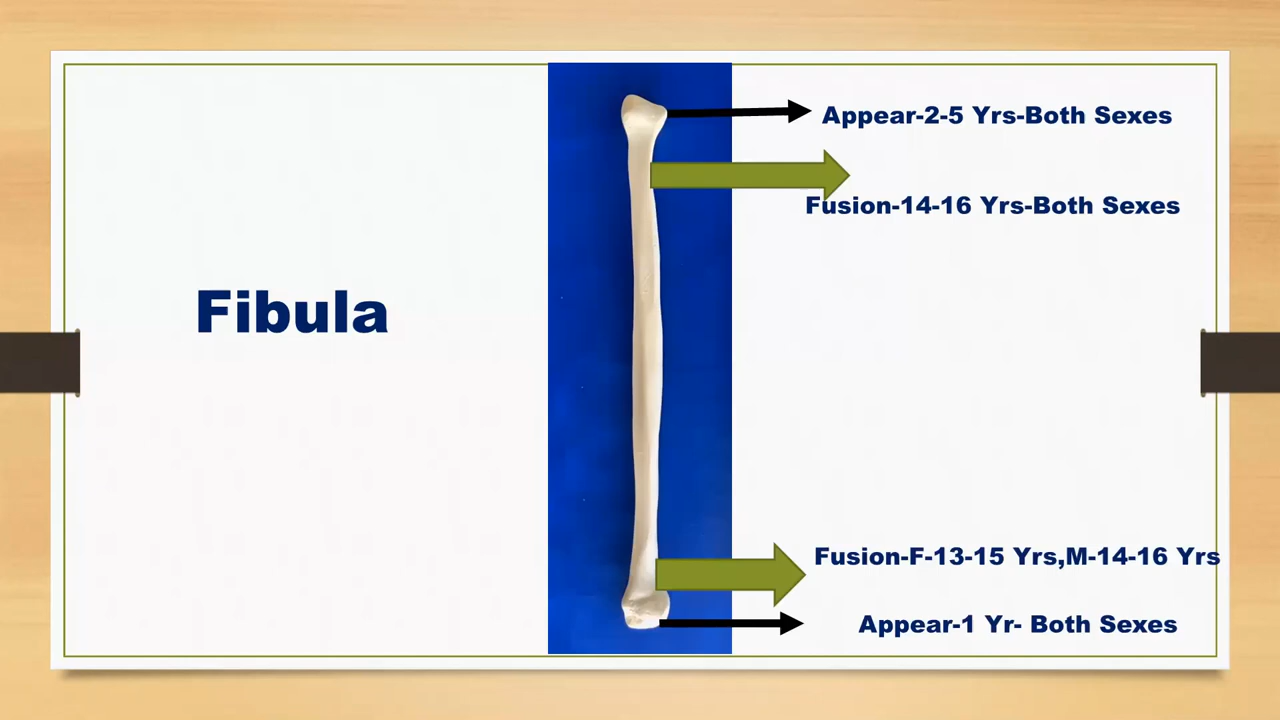 Appear-2-5 Yrs-Both Sexes
Fusion-14-16 Yrs-Both Sexes
Fibula
Fusion-F-13-15 Yrs,M-14-16 Yrs
Appear-1 Yr- Both Sexes